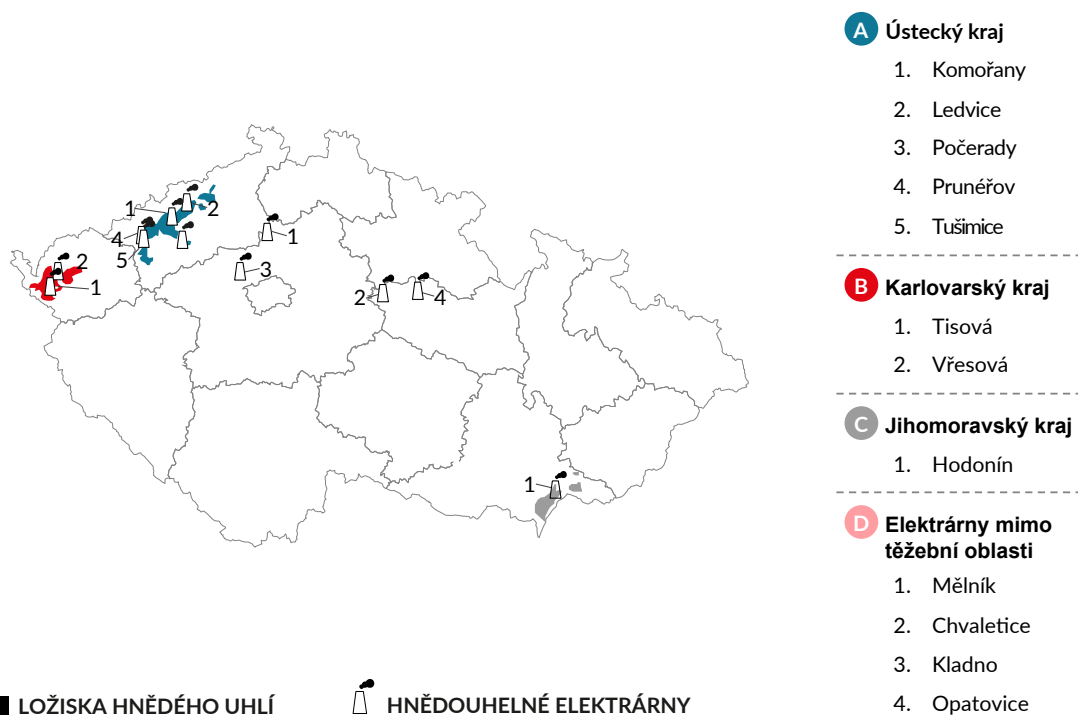 A Ústecký kraj
1. Komořany
2. Ledvice
3. Počerady
4. Prunéřov
5. Tušimice
B Karlovarský kraj
1. Tisová
2. Vřesová
C Jihomoravský kraj
1. Hodonín
D Elektrárny mimo
těžební oblasti
1. Mělník
2. Chvaletice
3. Kladno
4. Opatovice
1
2
4
5
1
3
2
1
2
4
1
LOŽISKA HNĚDÉHO UHLÍ
HNĚDOUHELNÉ ELEKTRÁRNY